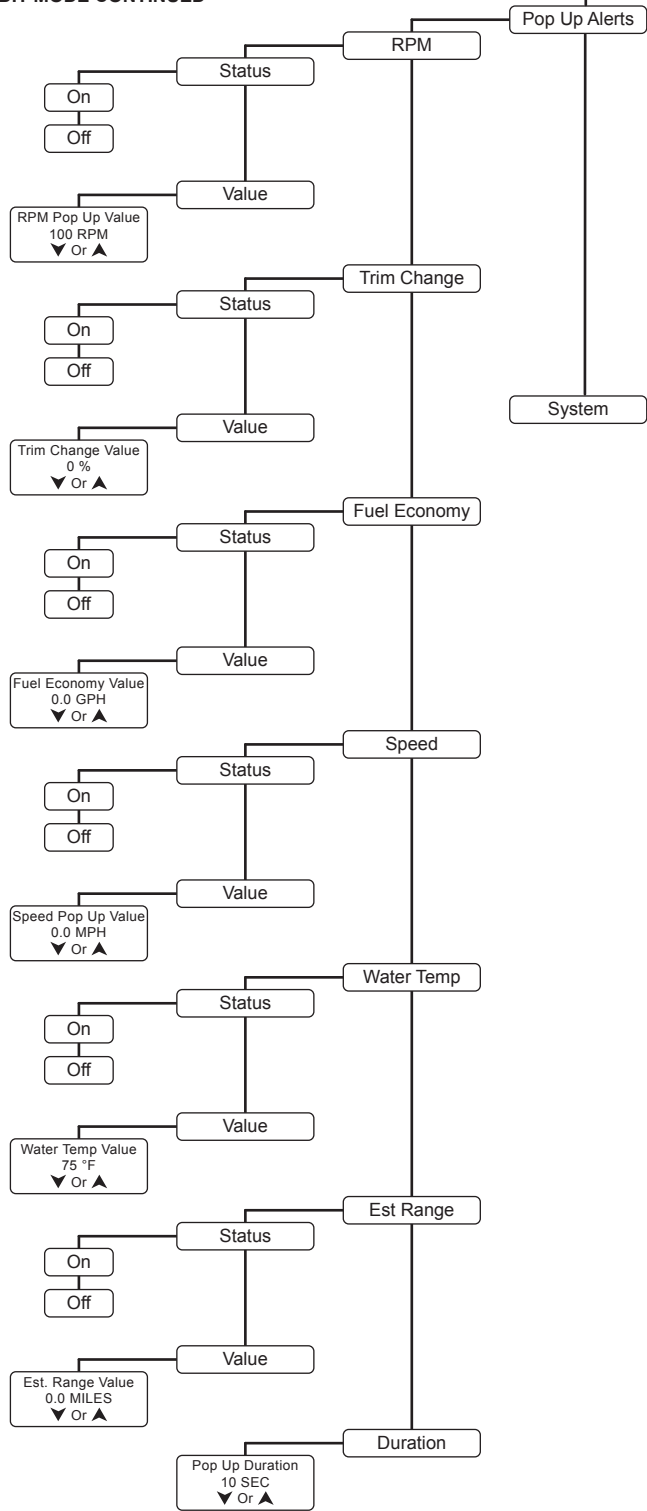 BIT MODE CONTINUED
Pop Up Alerts
RPM
Status
On
Off
Value
RPM Pop Up Value
100 RPM
Or
Trim Change
Status
On
Off
Value
Trim Change Value
0 %
Or
System
Fuel Economy
Status
On
Off
Value
Fuel Economy Value
0.0 GPH
Or
Speed
Status
On
Off
Value
Speed Pop Up Value
0.0 MPH
Or
Water Temp
Status
On
Off
Value
Water Temp Value
75 °F
Or
Est Range
Status
On
Off
Value
Est. Range Value
0.0 MILES
Or
Duration
Pop Up Duration
10 SEC
Or